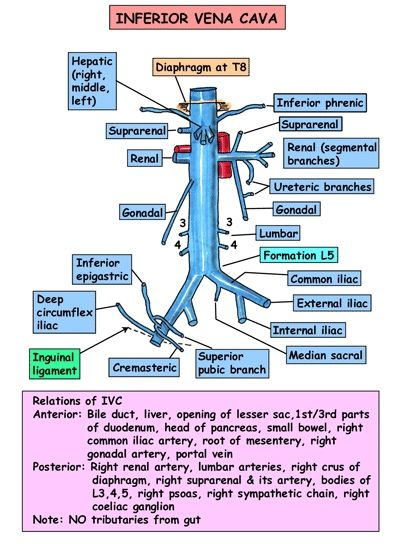 INFERIOR VENA CAVA
Hepatic
(right,
middle,
left)
Diaphragm at T8
Inferior phrenic
Suprarenal
Suprarenal
Renal
Renal (segmental
branches)
Ureteric branches
Gonadal
Gonadal
3
3
Lumbar
4
4
Formation L5
Inferior
epigastric
Common iliac
Deep
circumflex
iliac
External iliac
Internal iliac
Inguinal
ligament
Cremasteric
Superior
pubic branch
Median sacral
Relations of IVC
Anterior: Bile duct, liver, opening of lesser sac,1st/3rd parts
of duodenum, head of pancreas, small bowel, right
common iliac artery, root of mesentery, right
gonadal artery, portal vein
Posterior: Right renal artery, lumbar arteries, right crus of
diaphragm, right suprarenal & its artery, bodies of
L3,4,5, right psoas, right sympathetic chain, right
coeliac ganglion
Note: NO tributaries from gut